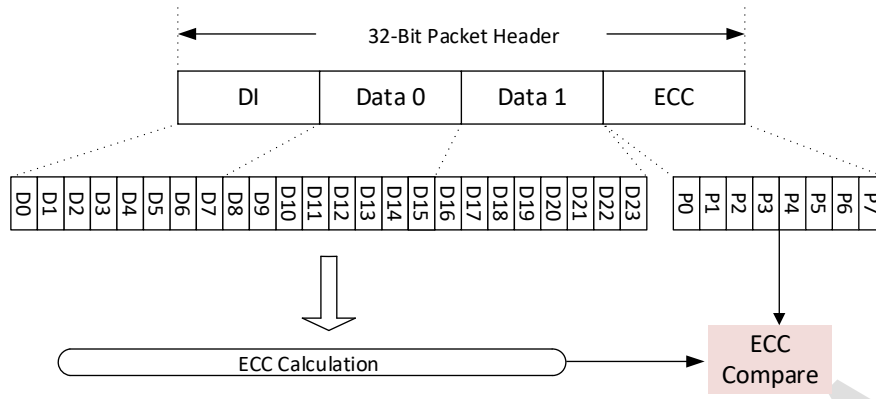 32-Bit Packet Header
DI Data 0 Data 1 ECC
D0 D1 D2 D3 D4 D5 D6 D7 D8 D9 D10 D11 D12 D13 D14 D15 D16 D17 D18 D19 D20 D21 D22 D23 P0 P1 P2 P3 P4 P5 P6 P7
ECC Calculation
ECC
Compare